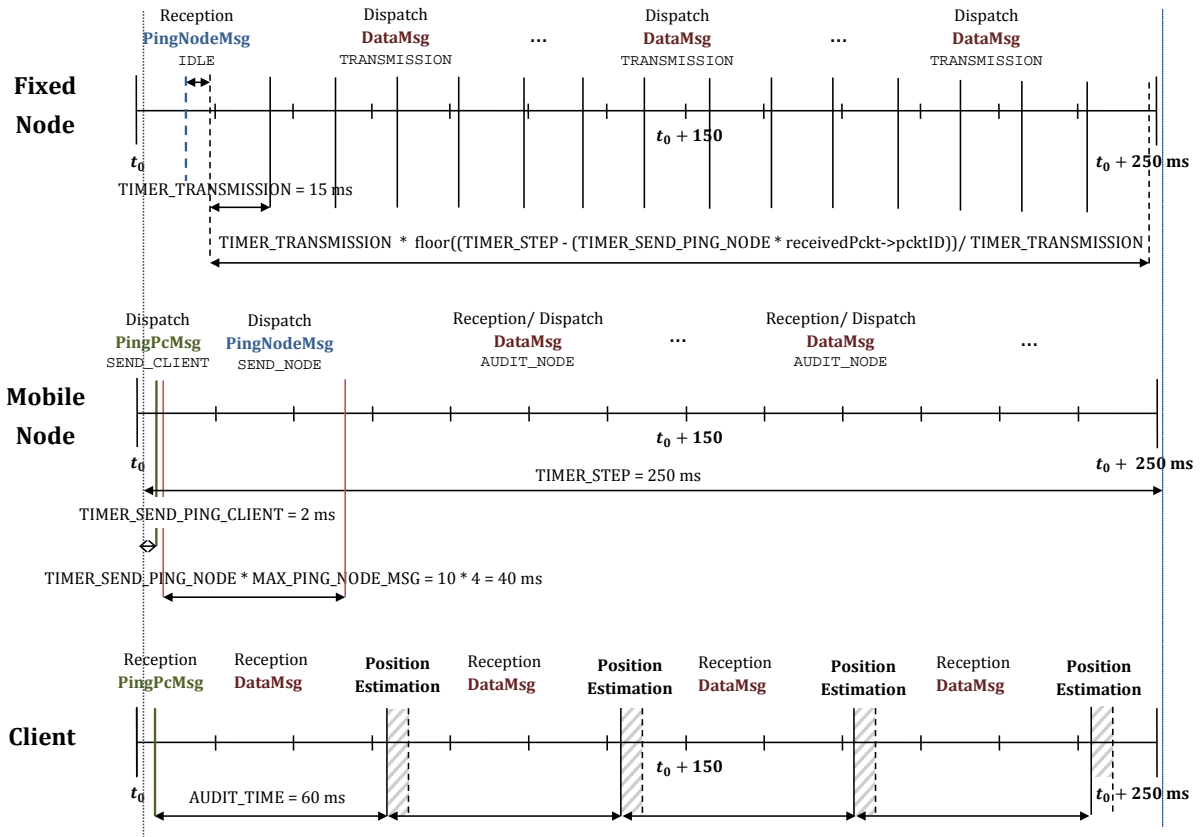 Reception
PingNodeMsg
IDLE
Dispatch
DataMsg
TRANSMISSION
...
Dispatch
DataMsg
TRANSMISSION
...
Dispatch
DataMsg
TRANSMISSION
Fixed
Node
t₀
t₀ + 150
t₀ + 250 ms
TIMER_TRANSMISSION = 15 ms
TIMER_TRANSMISSION * floor((TIMER_STEP - (TIMER_SEND_PING_NODE * receivedPckt->pcktID))/ TIMER_TRANSMISSION
Dispatch
PingPcMsg
SEND_CLIENT
Dispatch
PingNodeMsg
SEND_NODE
Reception/ Dispatch
DataMsg
AUDIT_NODE
...
Reception/ Dispatch
DataMsg
AUDIT_NODE
...
Mobile
Node
t₀
t₀ + 150
t₀ + 250 ms
TIMER_STEP = 250 ms
TIMER_SEND_PING_CLIENT = 2 ms
TIMER_SEND_PING_NODE * MAX_PING_NODE_MSG = 10 * 4 = 40 ms
Reception
PingPcMsg
Reception
DataMsg
Position
Estimation
Reception
DataMsg
Position
Estimation
Reception
DataMsg
Position
Estimation
Reception
DataMsg
Position
Estimation
Client
t₀
t₀ + 150
t₀ + 250 ms
AUDIT_TIME = 60 ms